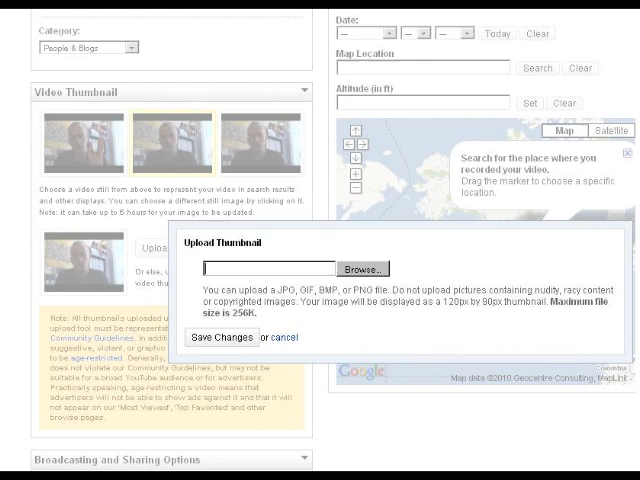 Category:
People & Blogs
Video Thumbnail
Choose a video still from above to represent your video in search results
and other displays. You can choose a different still image by clicking on it.
Note: it can take up to 6 hours for your image to be updated.
Uploa
Or else, u
video thu
Note: All thumbnails uploaded u
upload tool must be representat
Community Guidelines. In additi
suggestive, violent, or graphic
to be age-restricted. Generally,
does not violate our Community Guidelines, but may not be
suitable for a broad YouTube audience or for advertisers.
Practically speaking, age-restricting a video means that
advertisers will not be able to show ads against it and that it will
not appear on our 'Most Viewed', 'Top Favorited' and other
browse pages.
Broadcasting and Sharing Options
Date:
Today Clear
Map Location
Search Clear
Altitude (in ft)
Set Clear
Map Satellite
Search for the place where you
recorded your video.
Drag the marker to choose a specific
location.
Upload Thumbnail
Browse...
You can upload a JPG, GIF, BMP, or PNG file. Do not upload pictures containing nudity, racy content
or copyrighted images. Your image will be displayed as a 120px by 90px thumbnail. Maximum file
size is 256K.
Save Changes or cancel
Colombia
Google
Map data ©2010 Geocentre Consulting, MapLink